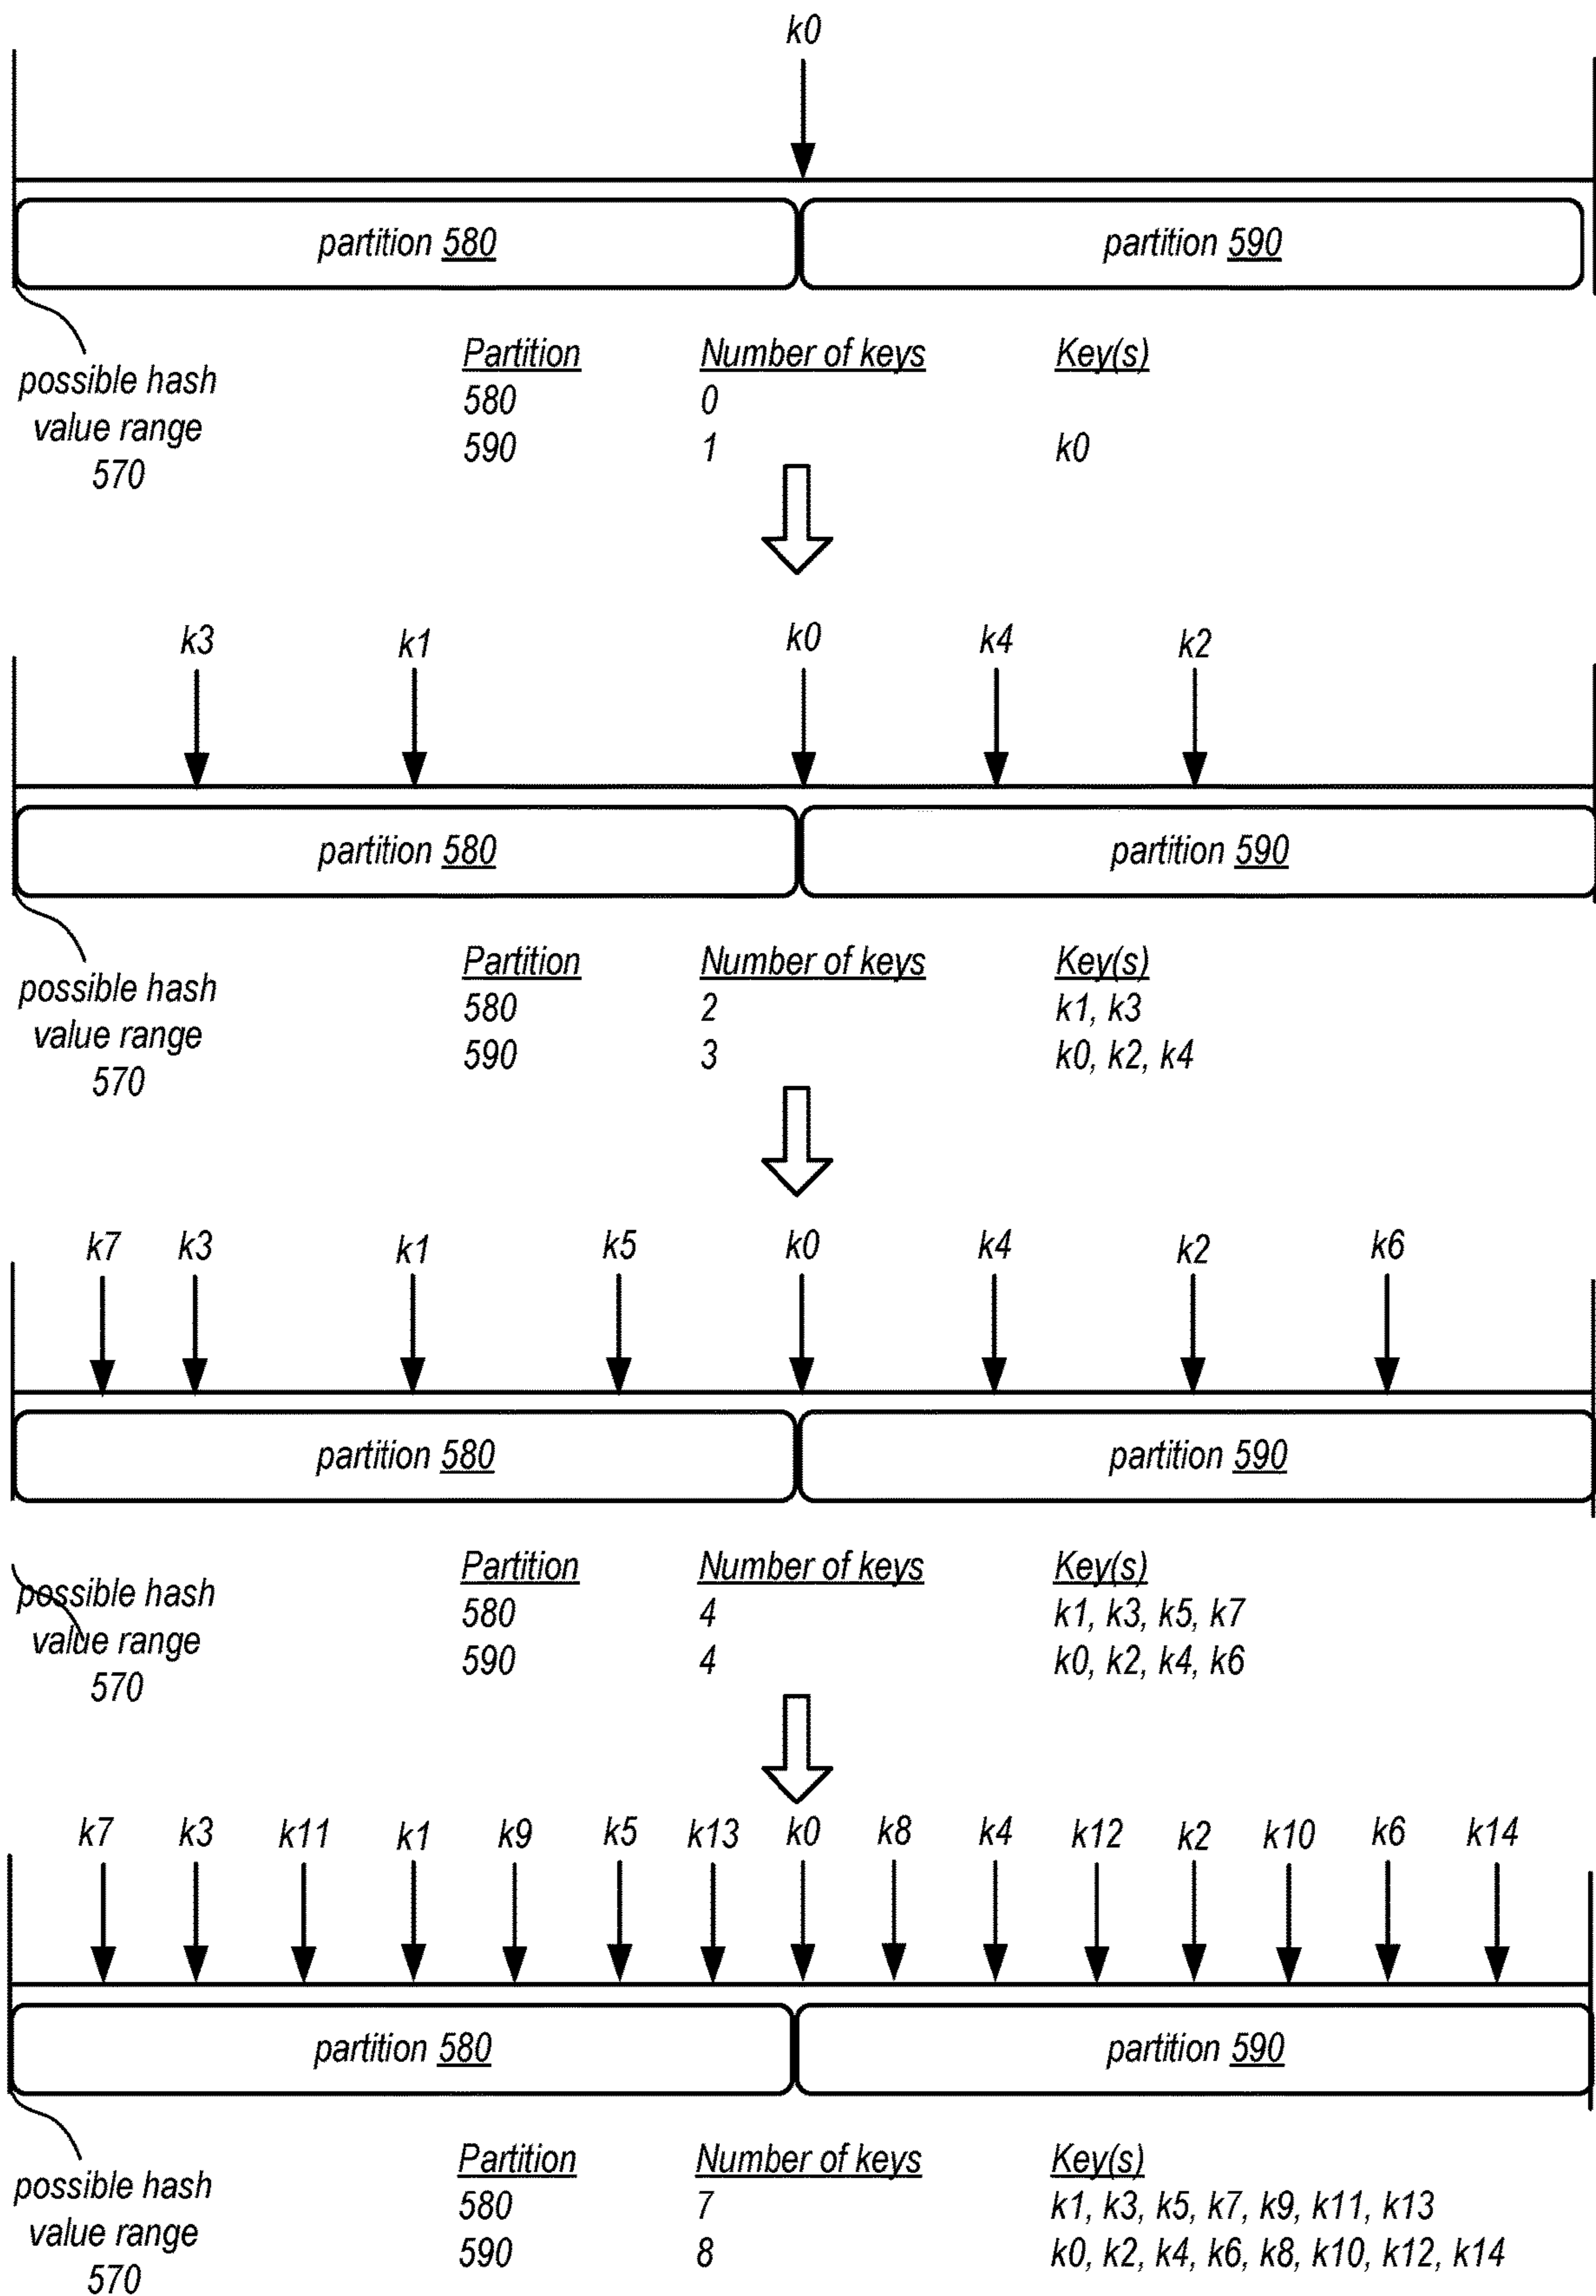 k0
partition 580 partition 590
possible hash
value range
570
Partition Number of keys Key(s)
580 0
590 1 k0
k3 k1 k0 k4 k2
partition 580 partition 590
possible hash
value range
570
Partition Number of keys Key(s)
580 2 k1, k3
590 3 k0, k2, k4
k7 k3 k1 k5 k0 k4 k2 k6
partition 580 partition 590
possible hash
value range
570
Partition Number of keys Key(s)
580 4 k1, k3, k5, k7
590 4 k0, k2, k4, k6
k7 k3 k11 k1 k9 k5 k13 k0 k8 k4 k12 k2 k10 k6 k14
partition 580 partition 590
possible hash
value range
570
Partition Number of keys Key(s)
580 7 k1, k3, k5, k7, k9, k11, k13
590 8 k0, k2, k4, k6, k8, k10, k12, k14